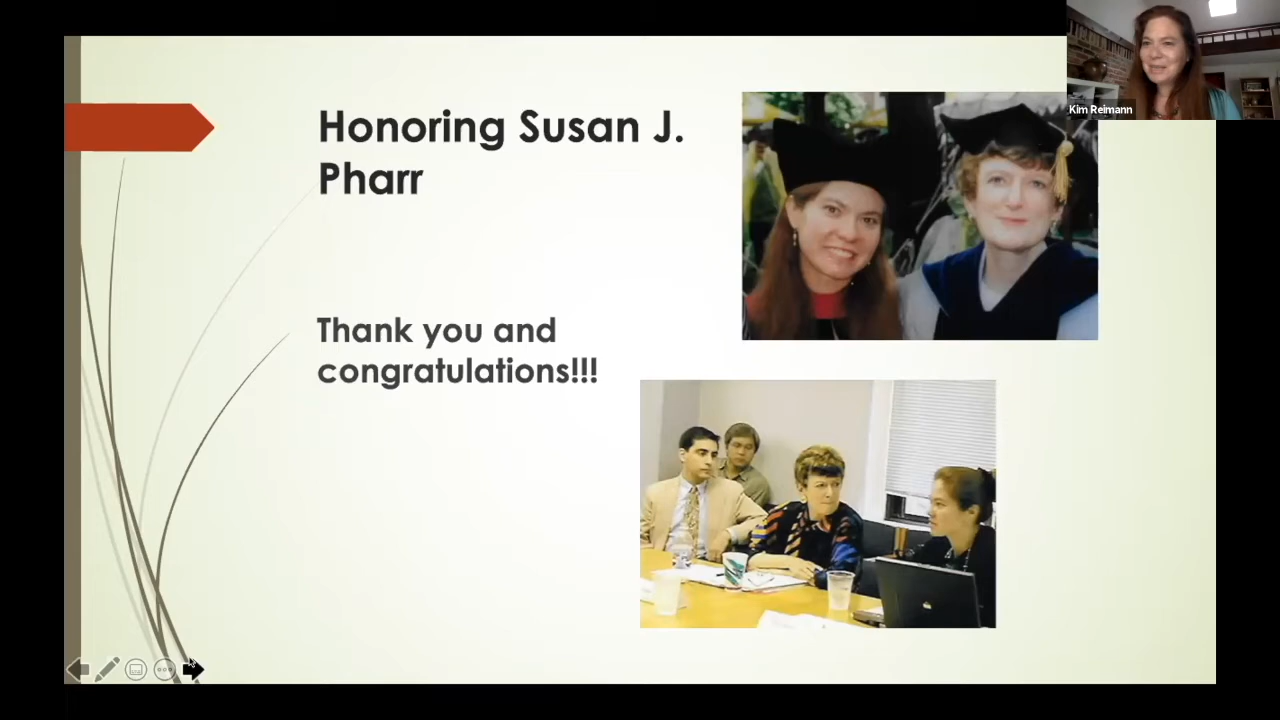 Kim Reimann
Honoring Susan J.
Pharr
Thank you and
congratulations!!!